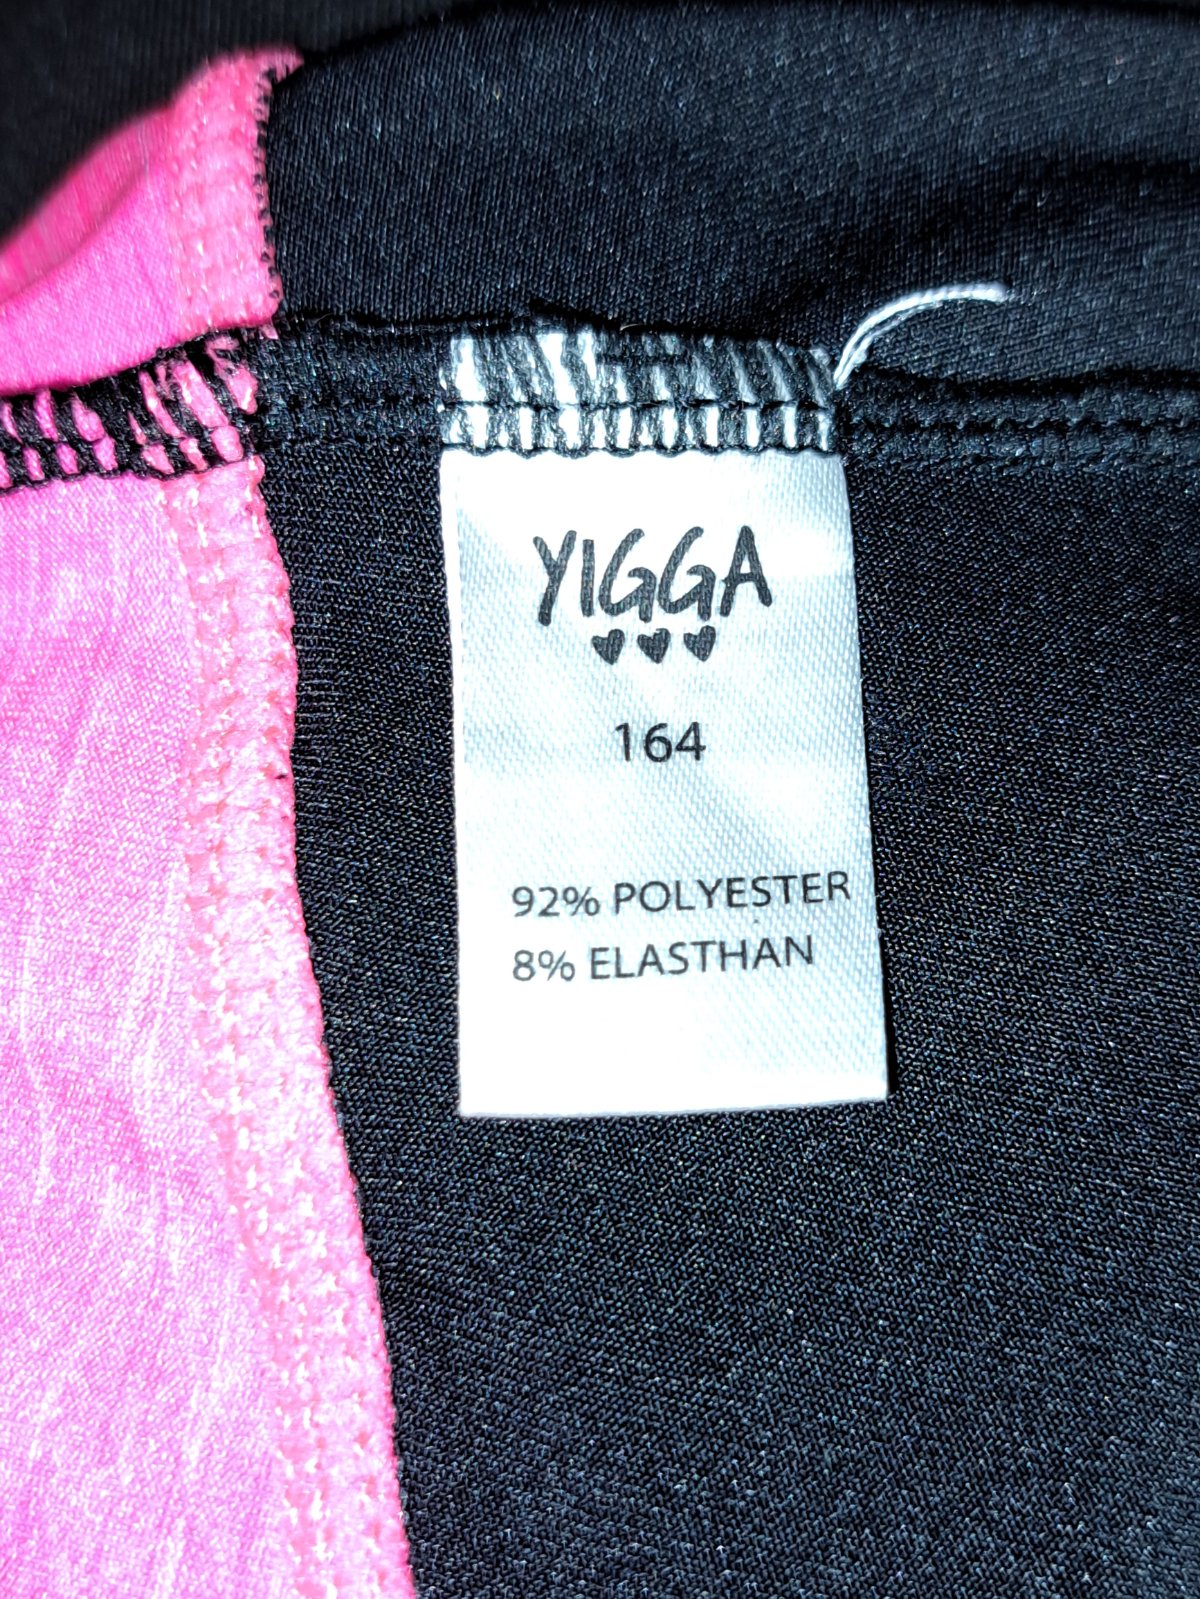 YIGGA
164
92% POLYESTER
8% ELASTHAN